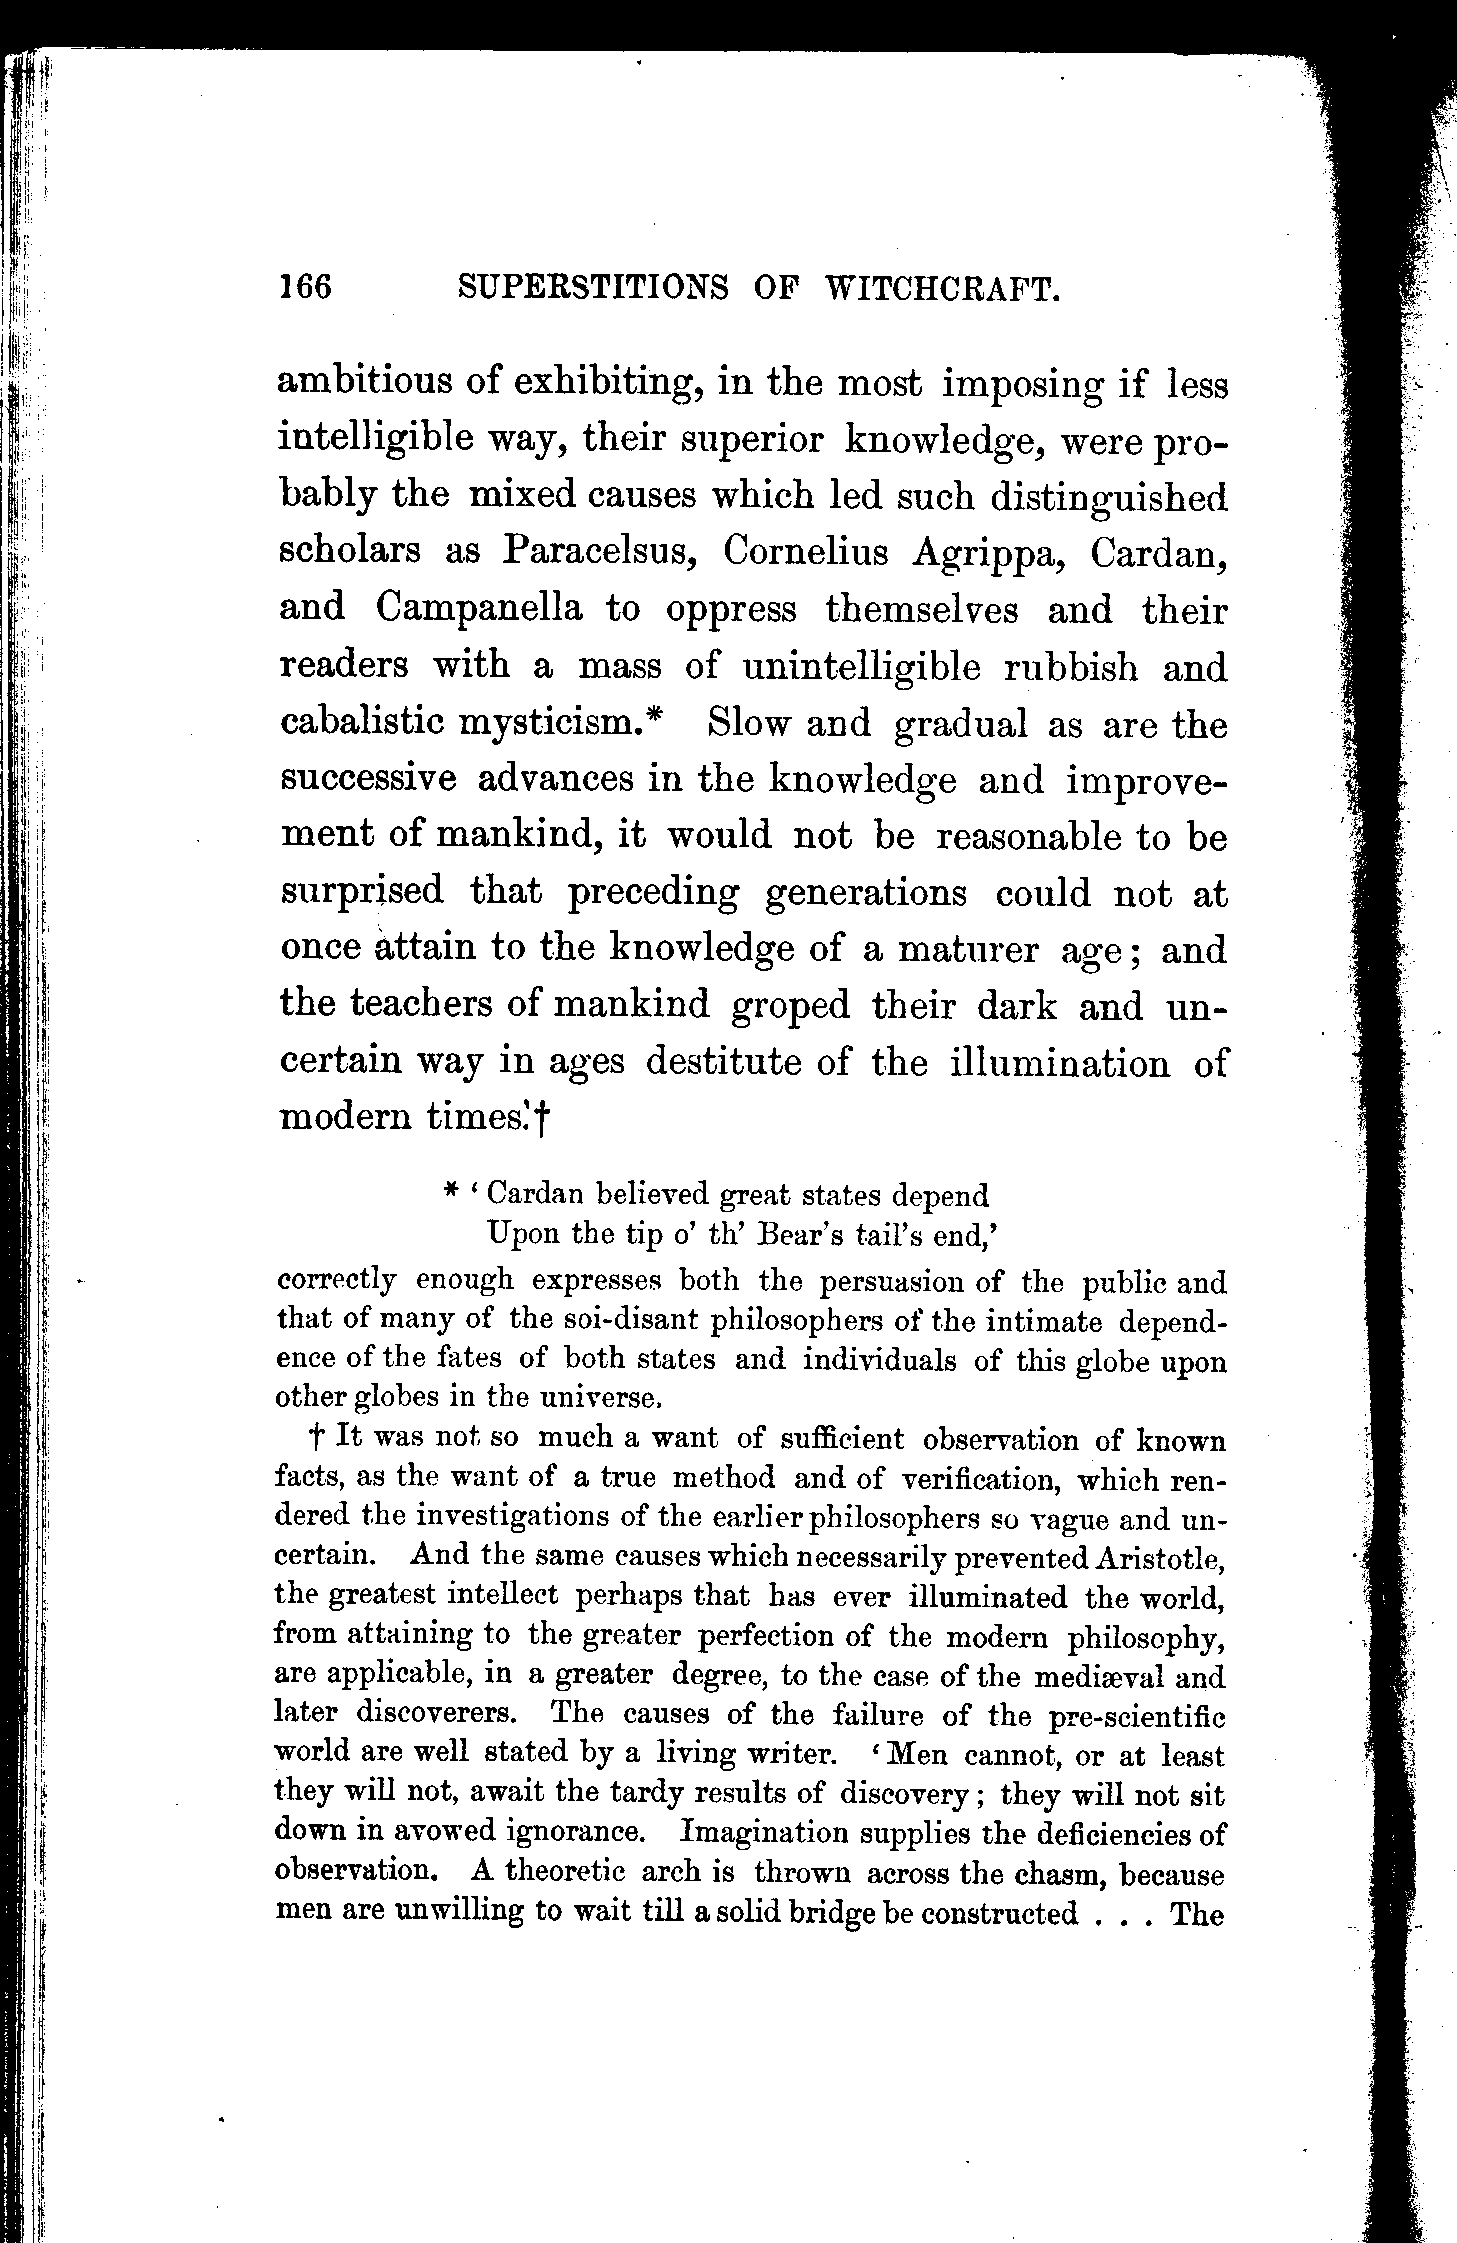 166 SUPERSTITIONS OF WITCHCRAFT.
ambitious of exhibiting, in the most imposing if less
intelligible way, their superior knowledge, were pro-
bably the mixed causes which led such distinguished
scholars as Paracelsus, Cornelius Agrippa, Cardan,
and Campanella to oppress themselves and their
readers with a mass of unintelligible rubbish and
cabalistic mysticism.* Slow and gradual as are the
successive advances in the knowledge and improve-
ment of mankind, it would not be reasonable to be
surprised that preceding generations could not at
once attain to the knowledge of a maturer age; and
the teachers of mankind groped their dark and un-
certain way in ages destitute of the illumination of
modern times.†
* ‘Cardan believed great states depend
Upon the tip o’ th’ Bear’s tail’s end,’
correctly enough expresses both the persuasion of the public and
that of many of the soi-disant philosophers of the intimate depend-
ence of the fates of both states and individuals of this globe upon
other globes in the universe.
† It was not so much a want of sufficient observation of known
facts, as the want of a true method and of verification, which ren-
dered the investigations of the earlier philosophers so vague and un-
certain. And the same causes which necessarily prevented Aristotle,
the greatest intellect perhaps that has ever illuminated the world,
from attaining to the greater perfection of the modern philosophy,
are applicable, in a greater degree, to the case of the mediæval and
later discoverers. The causes of the failure of the pre-scientific
world are well stated by a living writer. ‘Men cannot, or at least
they will not, await the tardy results of discovery; they will not sit
down in avowed ignorance. Imagination supplies the deficiencies of
observation. A theoretic arch is thrown across the chasm, because
men are unwilling to wait till a solid bridge be constructed . . . The